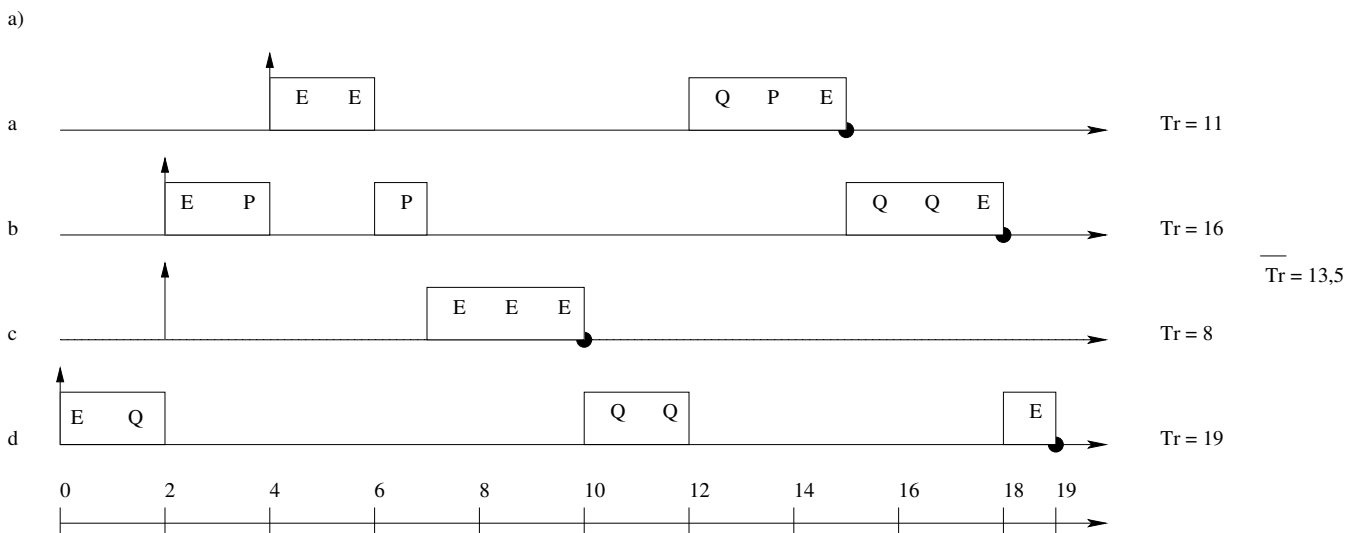 a)
a E E Q P E Tr = 11
b E P P Q Q E Tr = 16
Tr = 13,5
c E E E Tr = 8
d E Q Q Q E Tr = 19
0 2 4 6 8 10 12 14 16 18 19